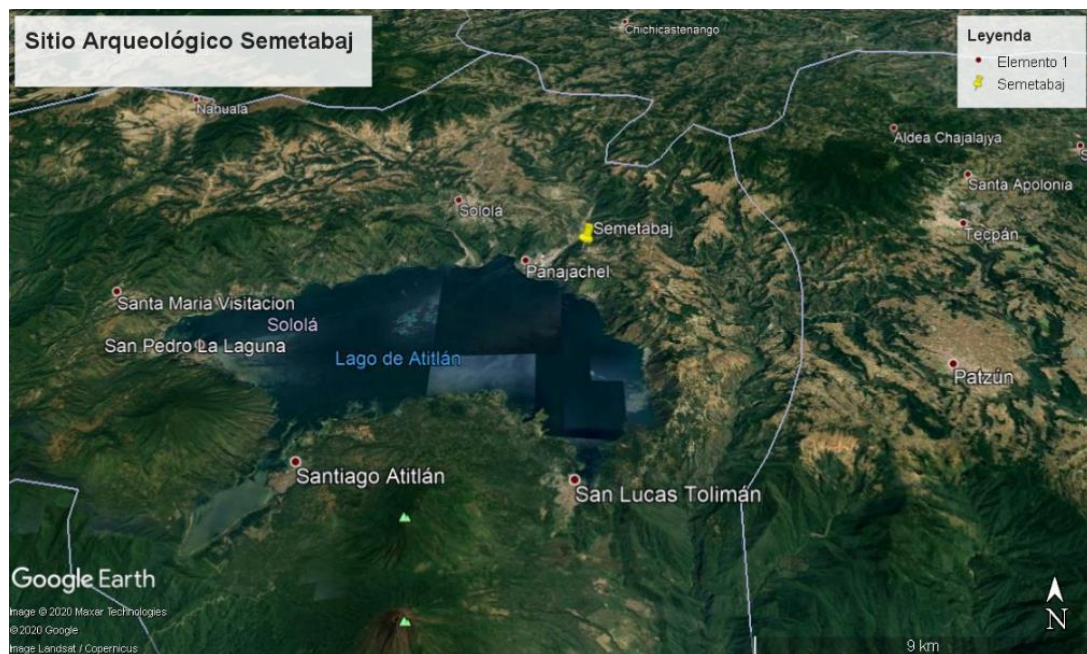 Sitio Arqueológico Semetabaj
Leyenda
Elemento 1
Semetabaj
Chichicastenango
Nahuala
Aldea Chajalajya
Santa Apolonia
Sololá
Tecpán
Semetabaj
Panajachel
Santa Maria Visitacion
Sololá
San Pedro La Laguna
Lago de Atitlán
Patzún
Santiago Atitlán
San Lucas Tolimán
Google Earth
Image © 2020 Maxar Technologies
© 2020 Google
Image Landsat / Copernicus
N
9 km